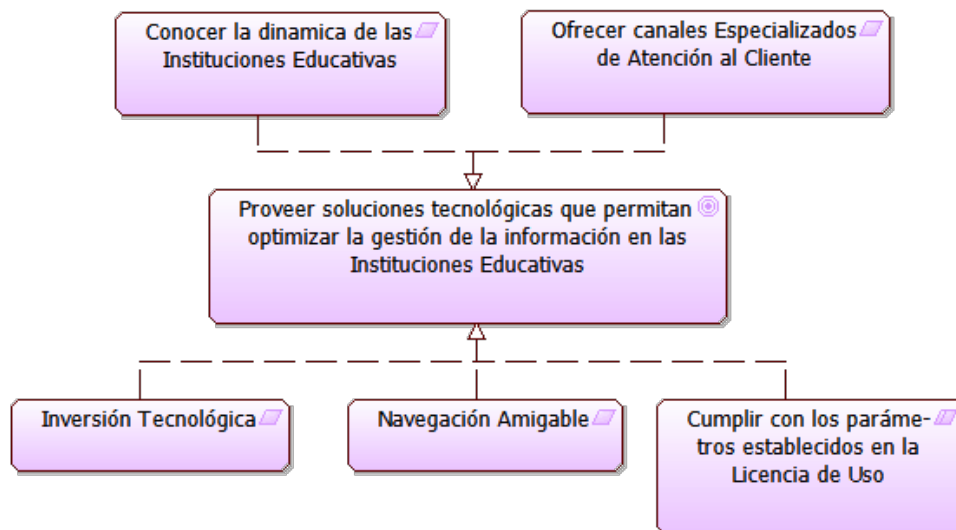 Conocer la dinamica de las
Instituciones Educativas
Ofrecer canales Especializados
de Atención al Cliente
Proveer soluciones tecnológicas que permitan
optimizar la gestión de la información en las
Instituciones Educativas
Inversión Tecnológica
Navegación Amigable
Cumplir con los paráme-
tros establecidos en la
Licencia de Uso